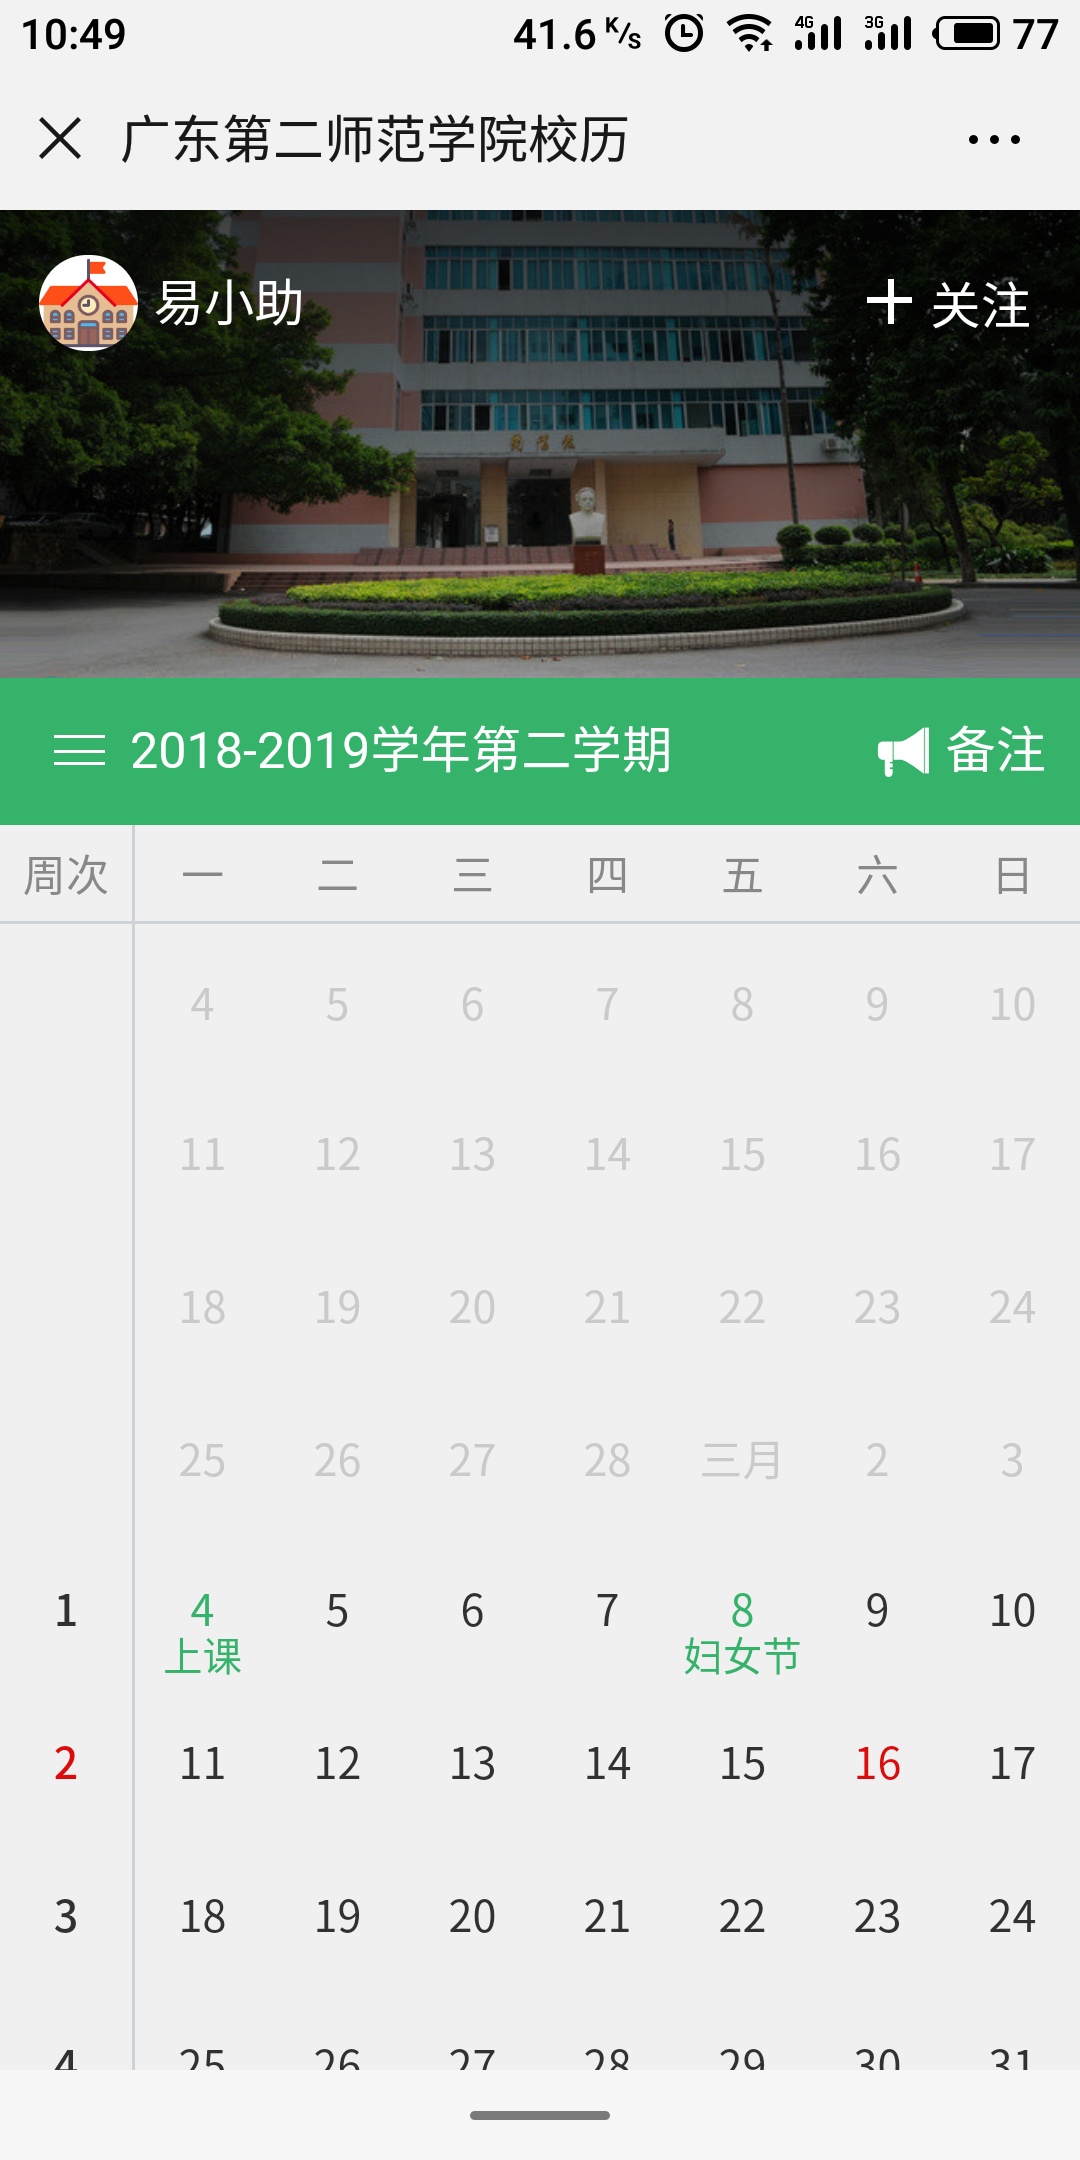 10:49 41.6 K/S 4G 3G 77
广东第二师范学院校历
易小助 关注
2018-2019学年第二学期 备注
周次 一 二 三 四 五 六 日
4 5 6 7 8 9 10
11 12 13 14 15 16 17
18 19 20 21 22 23 24
25 26 27 28 三月 2 3
1 4 5 6 7 8 9 10
上课 妇女节
2 11 12 13 14 15 16 17
3 18 19 20 21 22 23 24
4 25 26 27 28 29 30 31